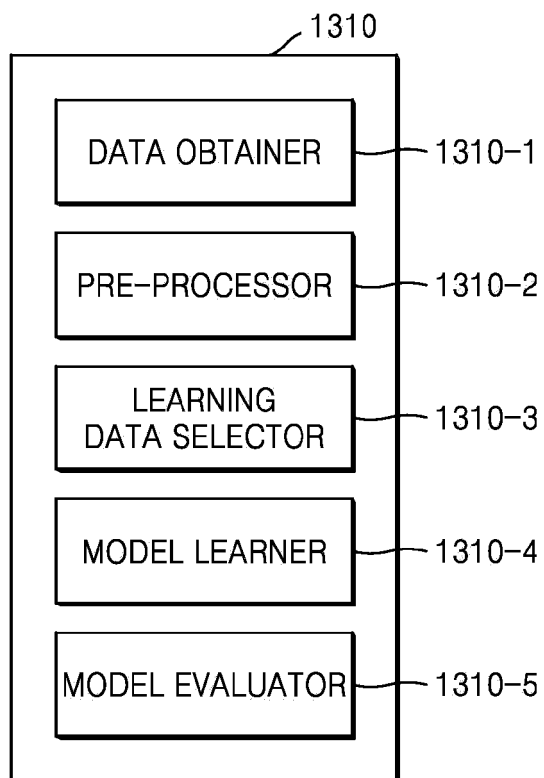 1310
DATA OBTAINER
1310-1
PRE-PROCESSOR
1310-2
LEARNING
DATA SELECTOR
1310-3
MODEL LEARNER
1310-4
MODEL EVALUATOR
1310-5